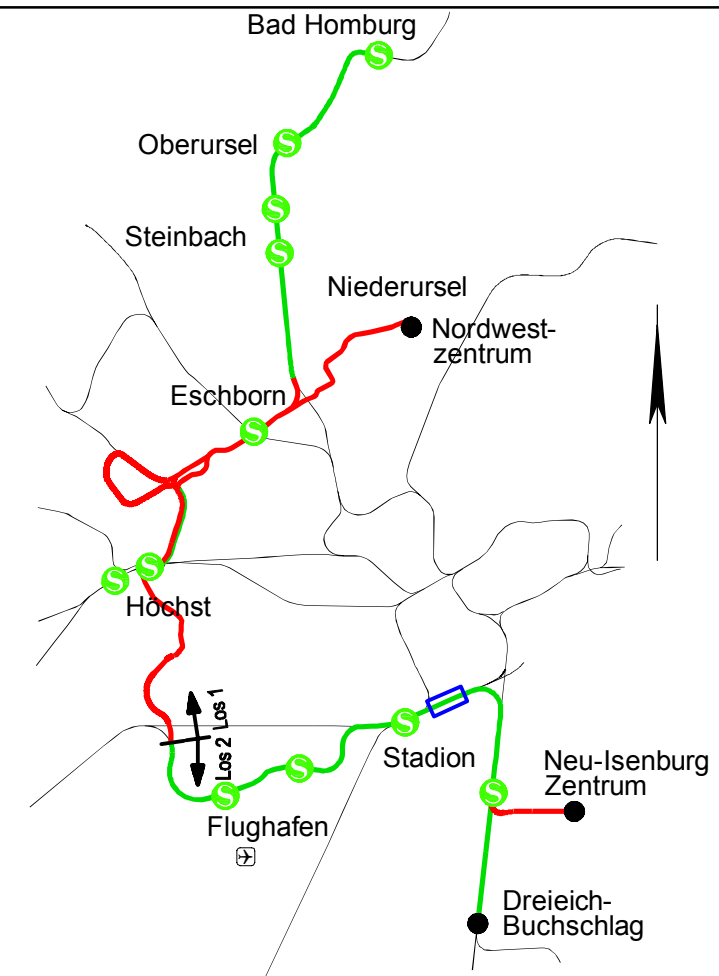 Bad Homburg
Oberursel
Steinbach
Niederursel
Nordwest-
zentrum
Eschborn
Höchst
Los 1
Los 2
Stadion
Neu-Isenburg
Zentrum
Flughafen
Dreieich-
Buchschlag
S
S
S
S
S
S
S
S
S
S
S